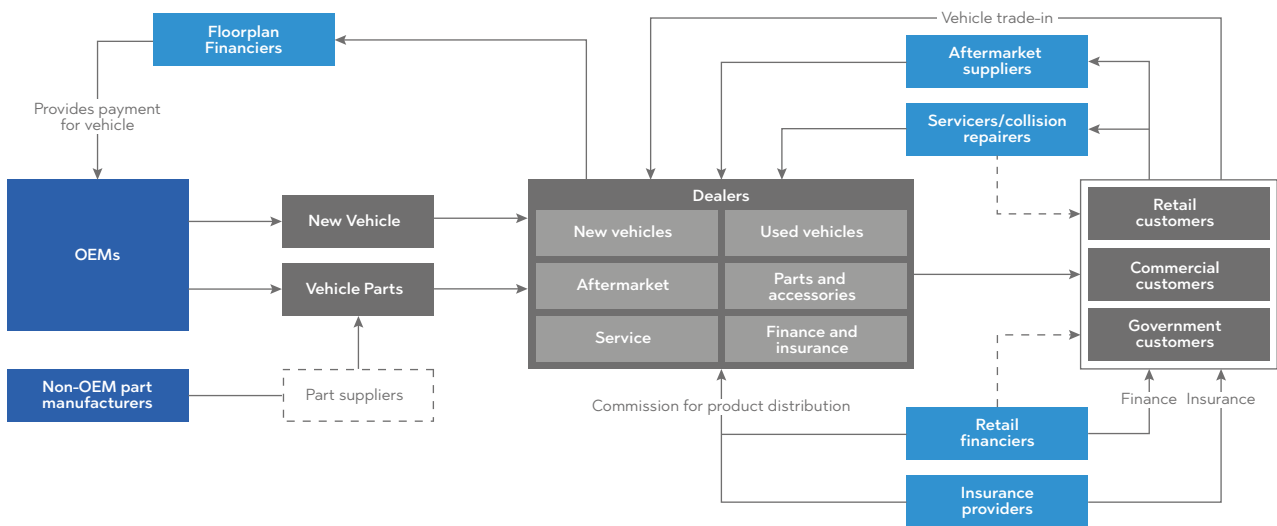 Vehicle trade-in
Floorplan
Financiers
Aftermarket
suppliers
Provides payment
for vehicle
Servicers/collision
repairers
OEMs
New Vehicle
Vehicle Parts
Dealers
New vehicles
Used vehicles
Aftermarket
Parts and
accessories
Service
Finance and
insurance
Retail
customers
Commercial
customers
Government
customers
Non-OEM part
manufacturers
Part suppliers
Commission for product distribution
Finance
Insurance
Retail
financiers
Insurance
providers